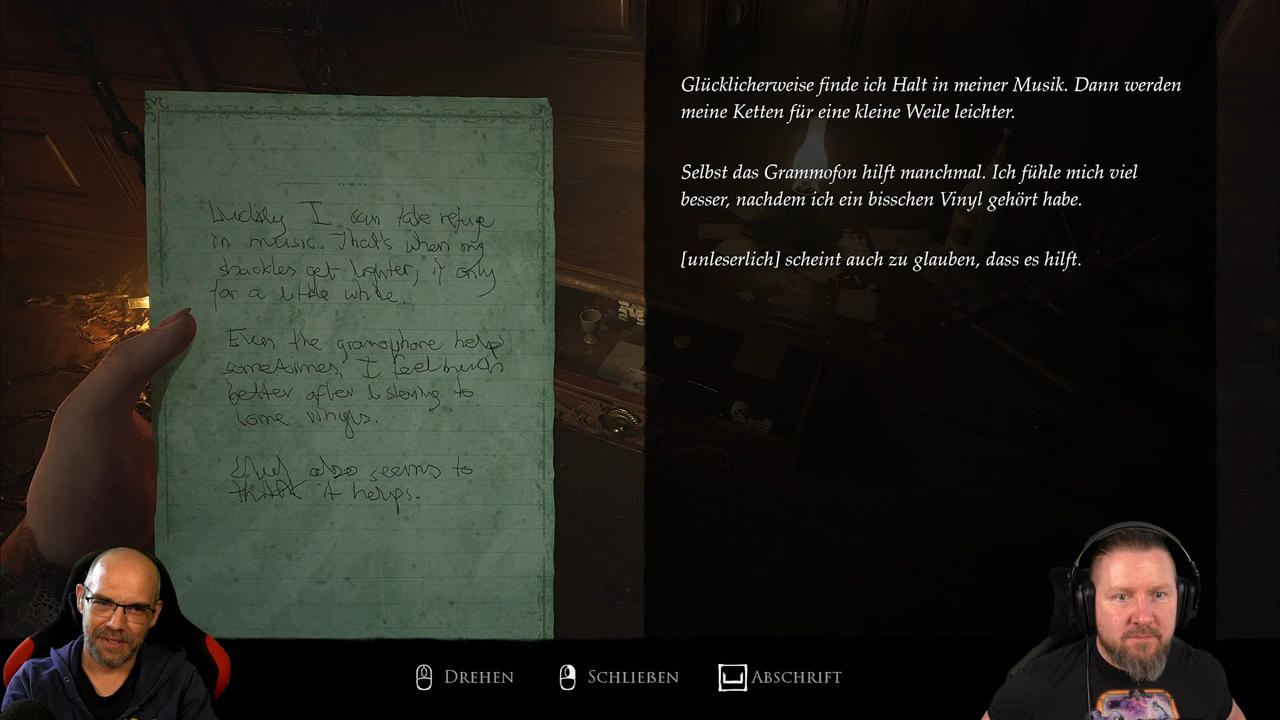 Luckily I can take refuge
in music. That's when my
shackles get lighter, if only
for a little while.
Even the gramophone helps
sometimes. I feel much
better after listening to
some vinyls.
also seems to
think it helps.
Glücklicherweise finde ich Halt in meiner Musik. Dann werden
meine Ketten für eine kleine Weile leichter.
Selbst das Grammofon hilft manchmal. Ich fühle mich viel
besser, nachdem ich ein bisschen Vinyl gehört habe.
[unleserlich] scheint auch zu glauben, dass es hilft.
DREHEN
SCHLIEẞEN
ABSCHRIFT